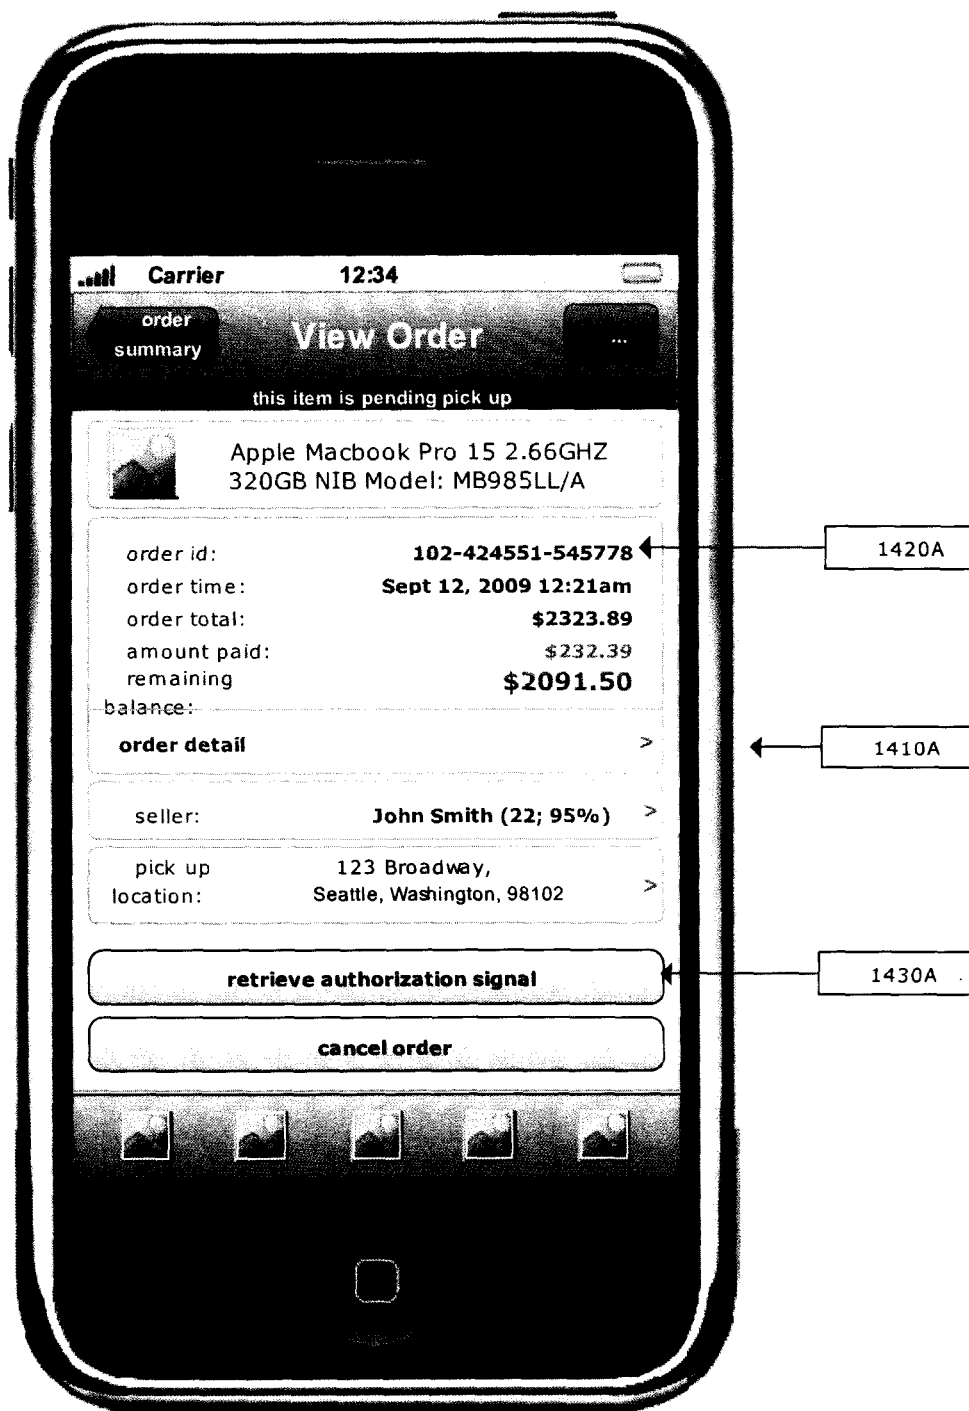 Carrier 12:34
order
summary
View Order
...
this item is pending pick up
Apple Macbook Pro 15 2.66GHZ
320GB NIB Model: MB985LL/A
order id: 102-424551-545778
1420A
order time: Sept 12, 2009 12:21am
order total: $2323.89
amount paid: $232.39
remaining
balance: $2091.50
order detail >
1410A
seller: John Smith (22; 95%) >
pick up
location:
123 Broadway,
Seattle, Washington, 98102
>
retrieve authorization signal
1430A
cancel order